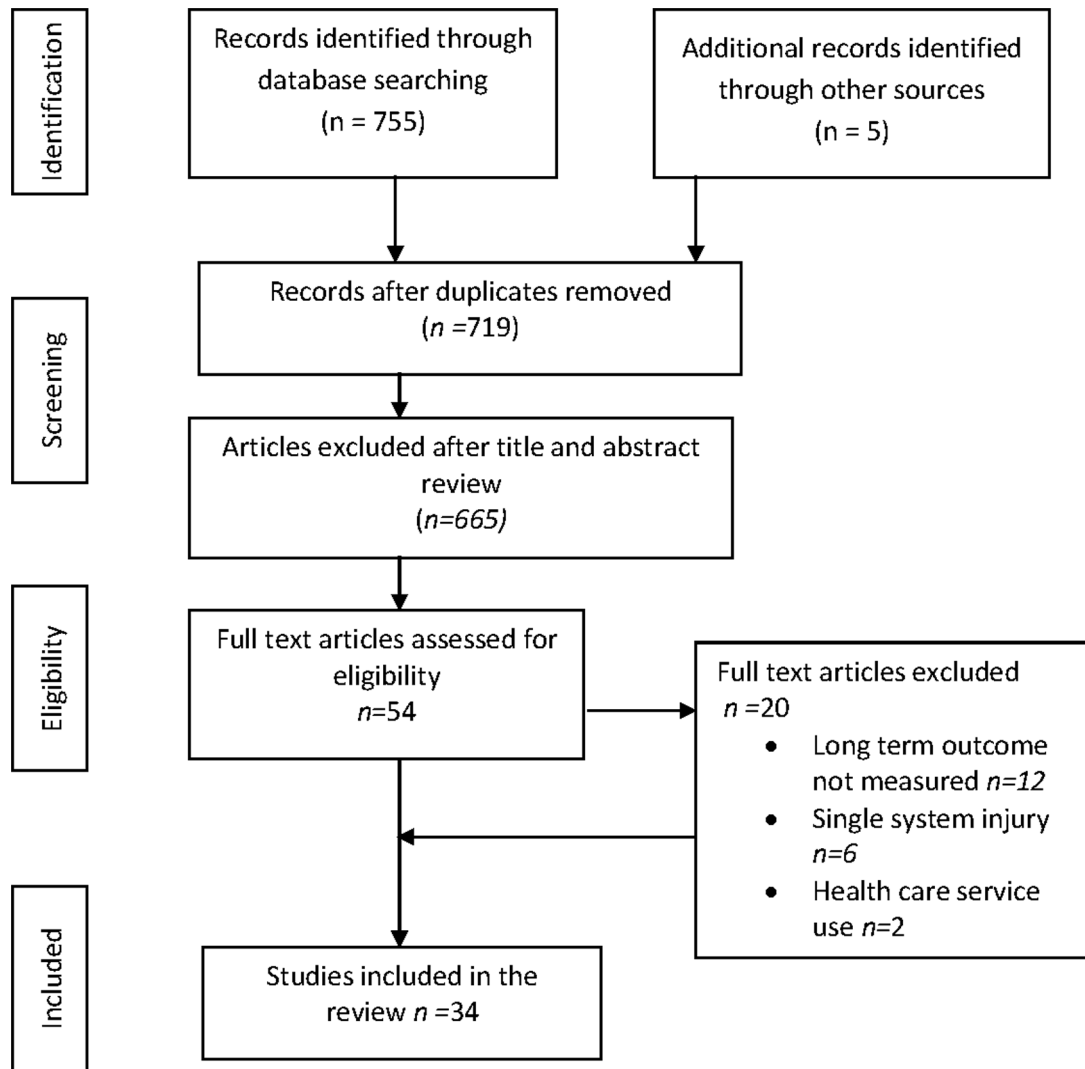 Identification
Records identified through
database searching
(n = 755)
Additional records identified
through other sources
(n = 5)
Screening
Records after duplicates removed
(n =719)
Articles excluded after title and abstract
review
(n=665)
Eligibility
Full text articles assessed for
eligibility
n=54
Full text articles excluded
n =20
• Long term outcome
not measured n=12
• Single system injury
n=6
• Health care service
use n=2
Included
Studies included in the
review n =34